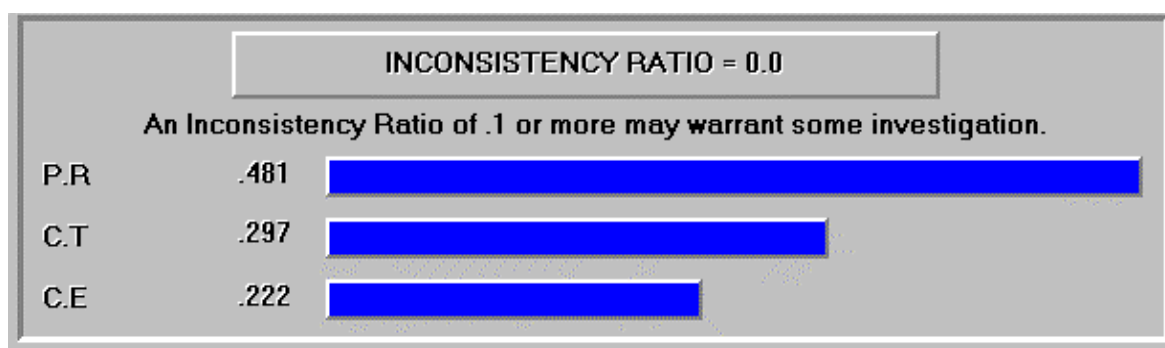 INCONSISTENCY RATIO = 0.0
An Inconsistency Ratio of .1 or more may warrant some investigation.
P.R .481
C.T .297
C.E .222